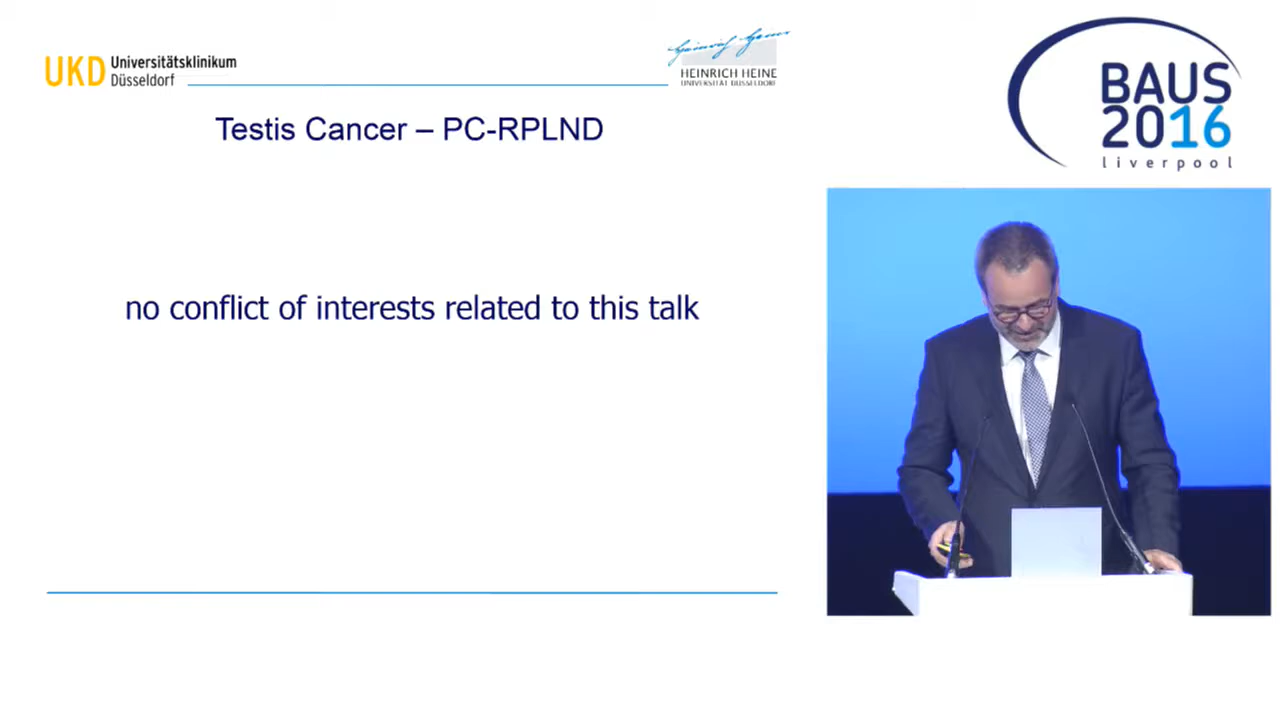 UKD Universitätsklinikum
Düsseldorf
HEINRICH HEINE
UNIVERSITÄT DÜSSELDORF
BAUS
2016
liverpool
Testis Cancer – PC-RPLND
no conflict of interests related to this talk